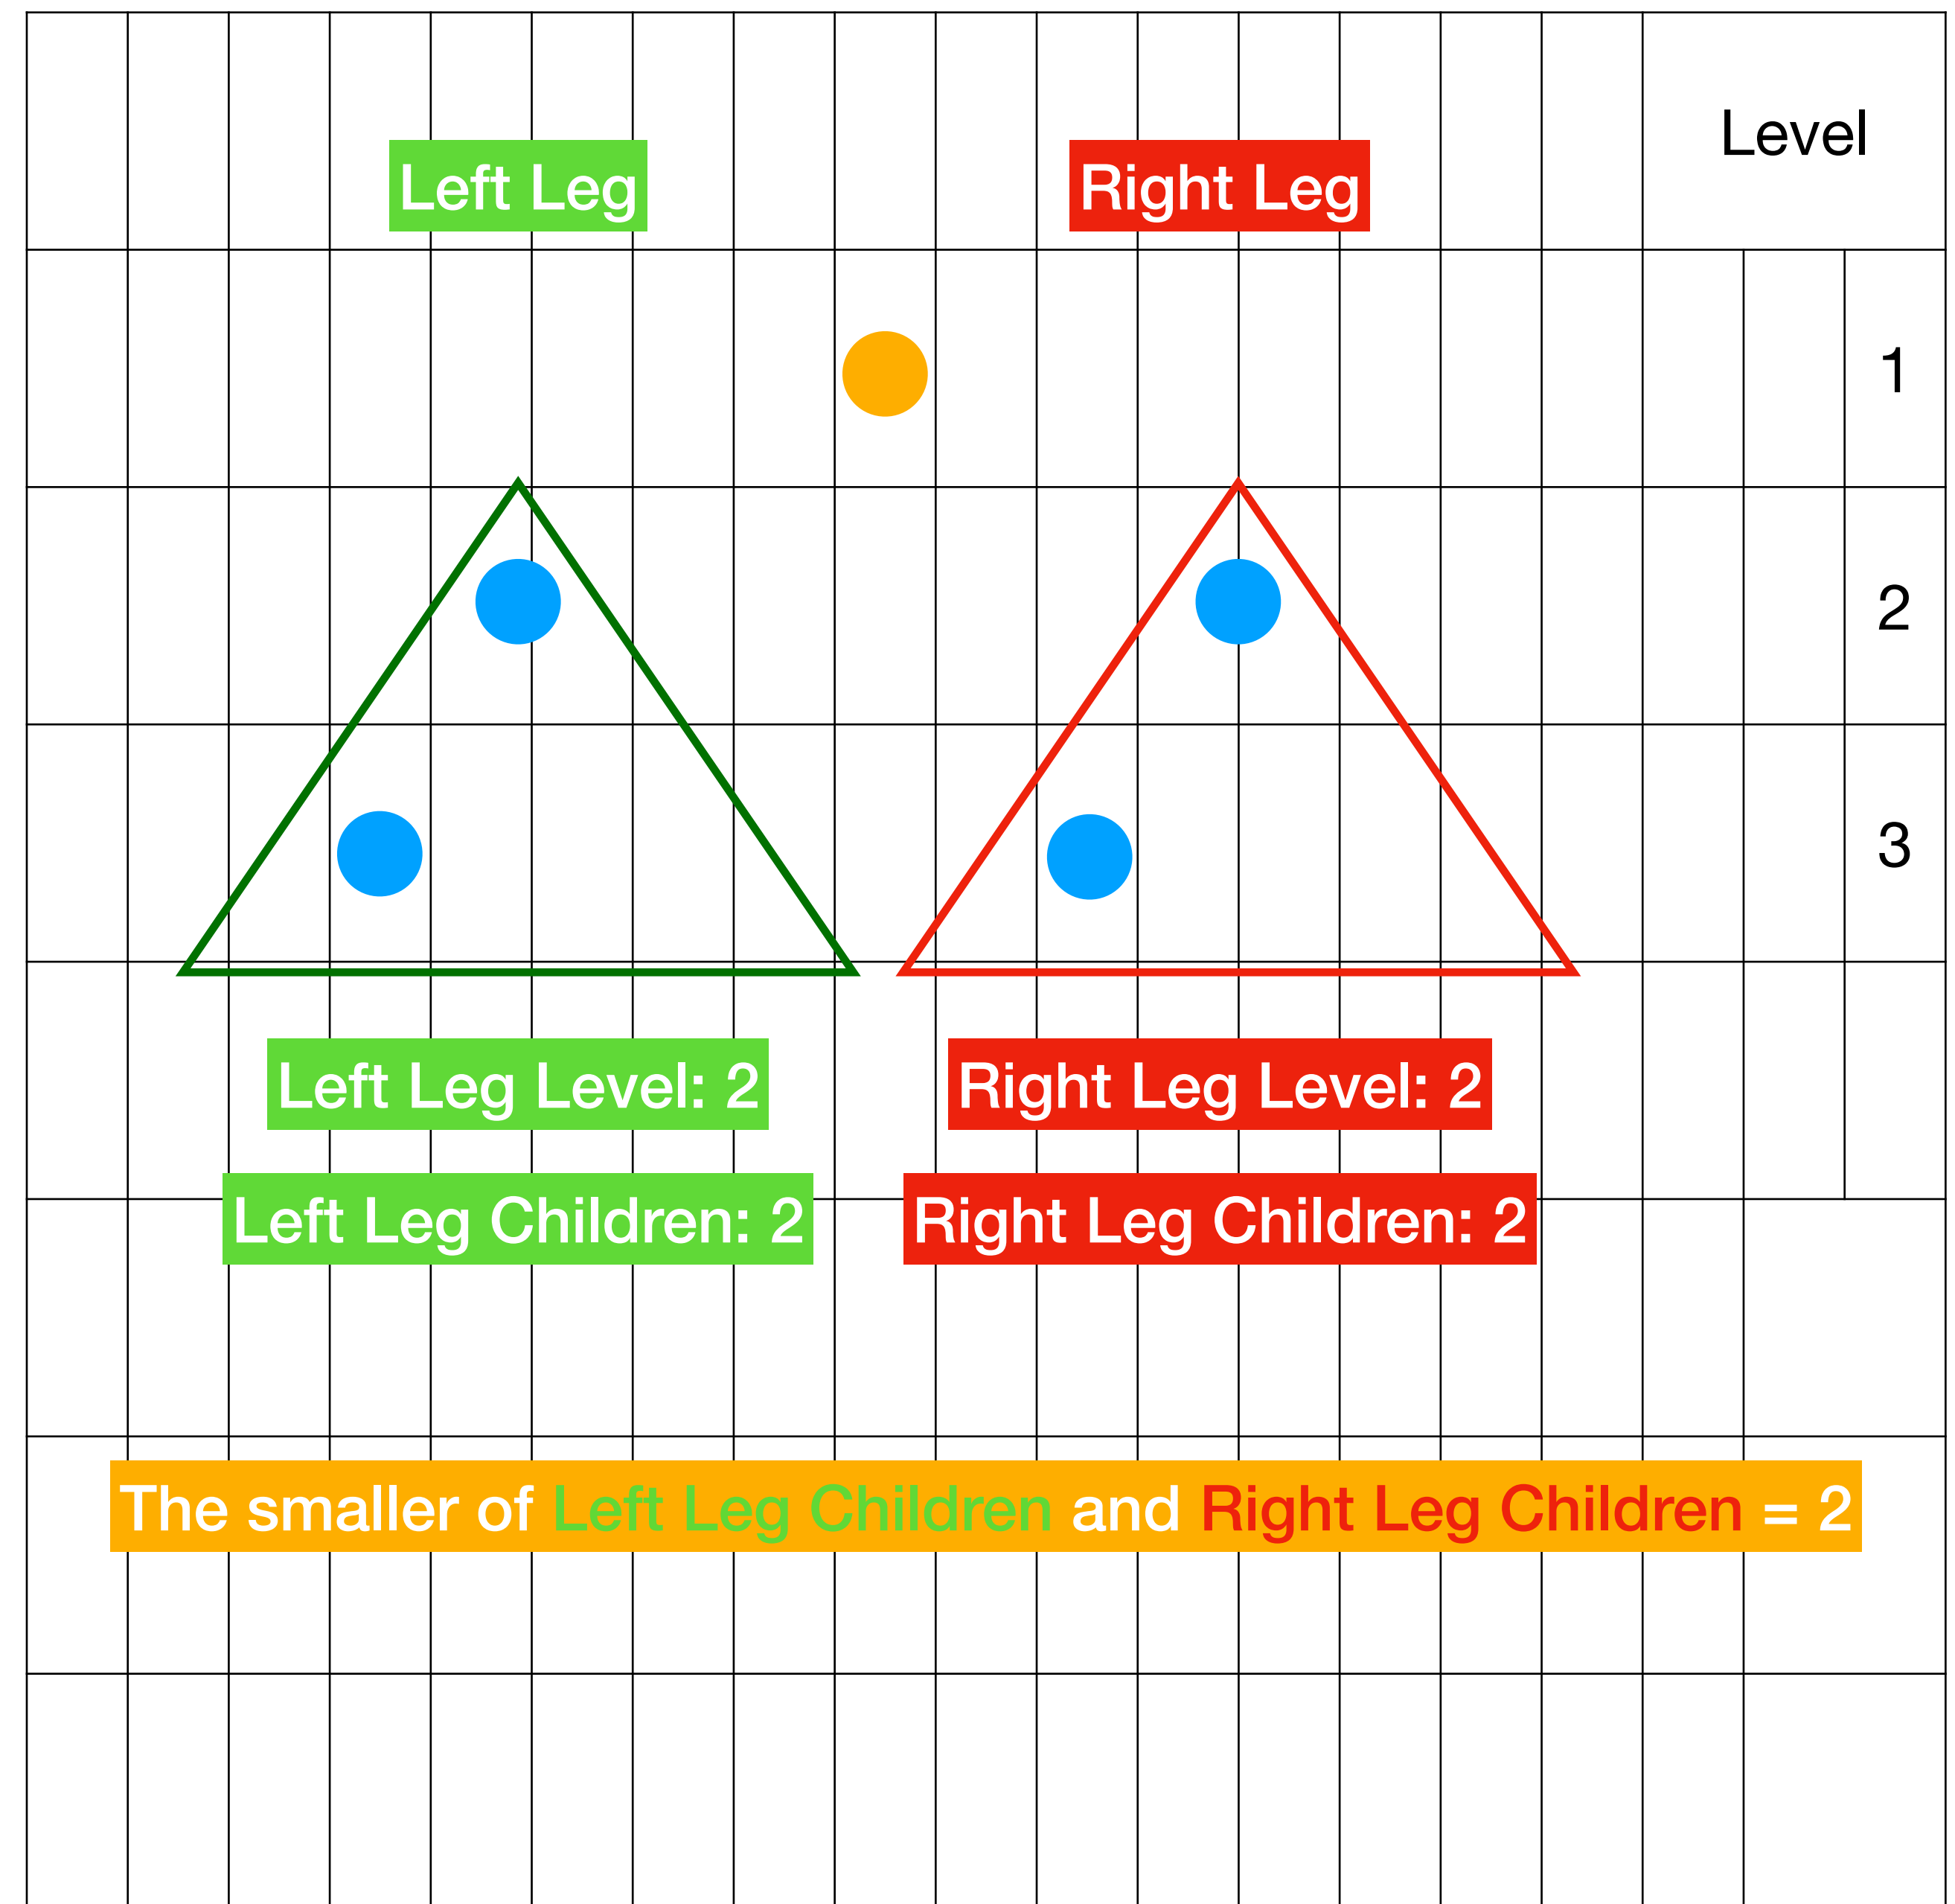 Level
Left Leg
Right Leg
1
2
3
Left Leg Level: 2
Right Leg Level: 2
Left Leg Children: 2
Right Leg Children: 2
The smaller of Left Leg Children and Right Leg Children = 2